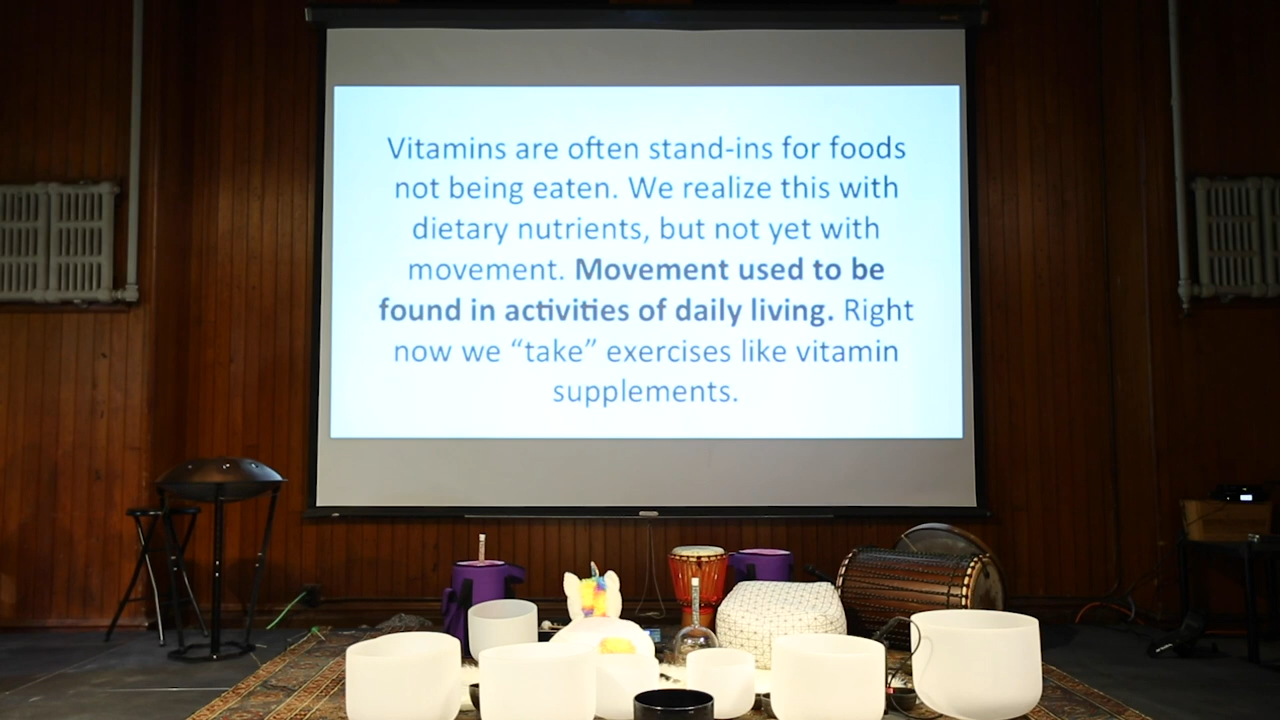 Vitamins are often stand-ins for foods
not being eaten. We realize this with
dietary nutrients, but not yet with
movement. Movement used to be
found in activities of daily living. Right
now we “take” exercises like vitamin
supplements.